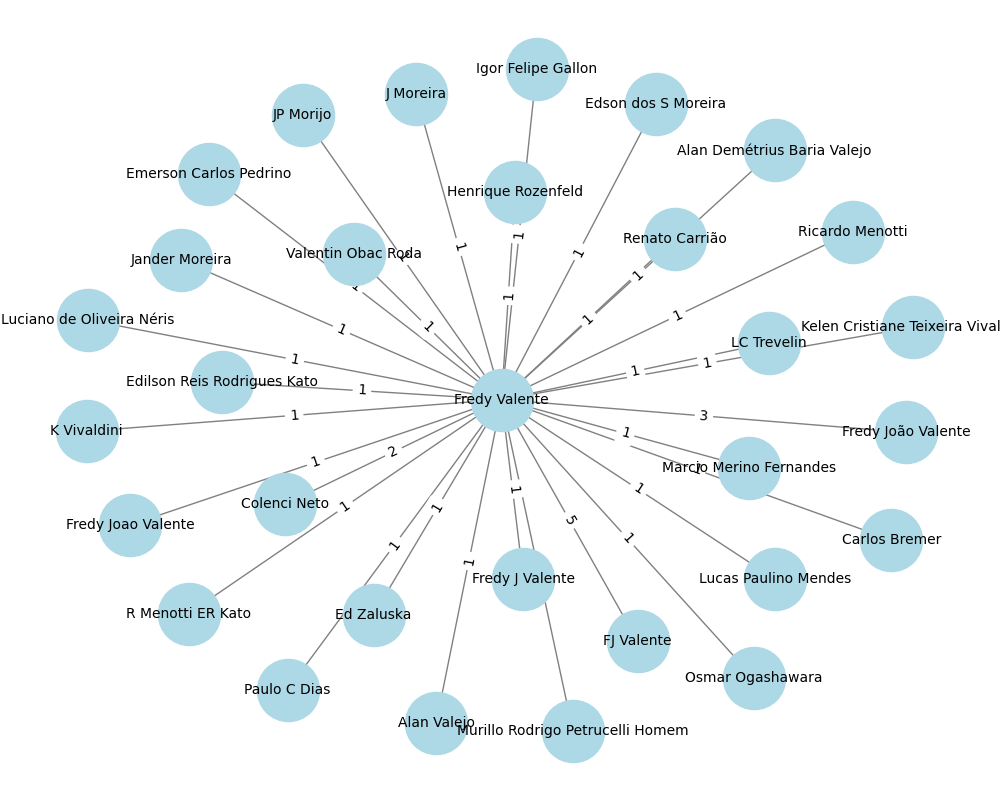 Igor Felipe Gallon
J Moreira
Edson dos S Moreira
JP Morijo
Alan Demétrius Baria Valejo
Emerson Carlos Pedrino
Henrique Rozenfeld
Ricardo Menotti
Renato Carrião
1
1
1
Valentin Obac Roda
Jander Moreira
1
1
1
1
Luciano de Oliveira Néris
1
1
1
Kelen Cristiane Teixeira Vival
LC Trevelin
1
1
1
Edilson Reis Rodrigues Kato
1
Fredy Valente
1
3
K Vivaldini
Fredy João Valente
1
2
1
Marcio Merino Fernandes
1
1
Colenci Neto
1
1
5
Fredy Joao Valente
1
Carlos Bremer
1
1
Fredy J Valente
Lucas Paulino Mendes
R Menotti ER Kato
Ed Zaluska
FJ Valente
Osmar Ogashawara
Paulo C Dias
Alan Valejo
Murillo Rodrigo Petrucelli Homem